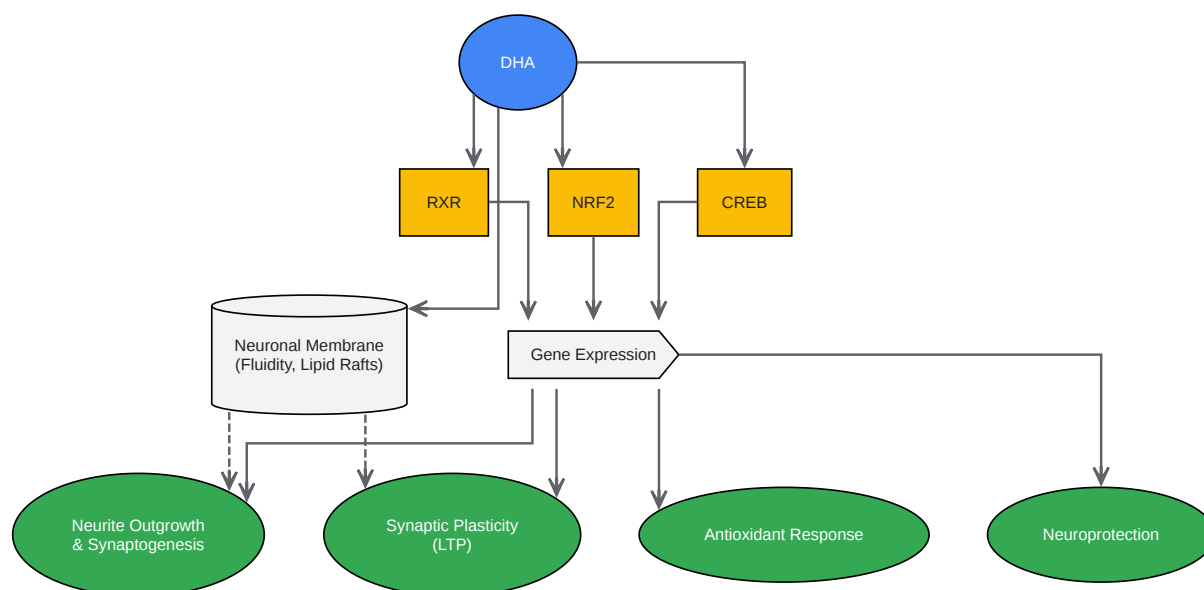 DHA
RXR
NRF2
CREB
Neuronal Membrane
(Fluidity, Lipid Rafts)
Gene Expression
Neurite Outgrowth
& Synaptogenesis
Synaptic Plasticity
(LTP)
Antioxidant Response
Neuroprotection